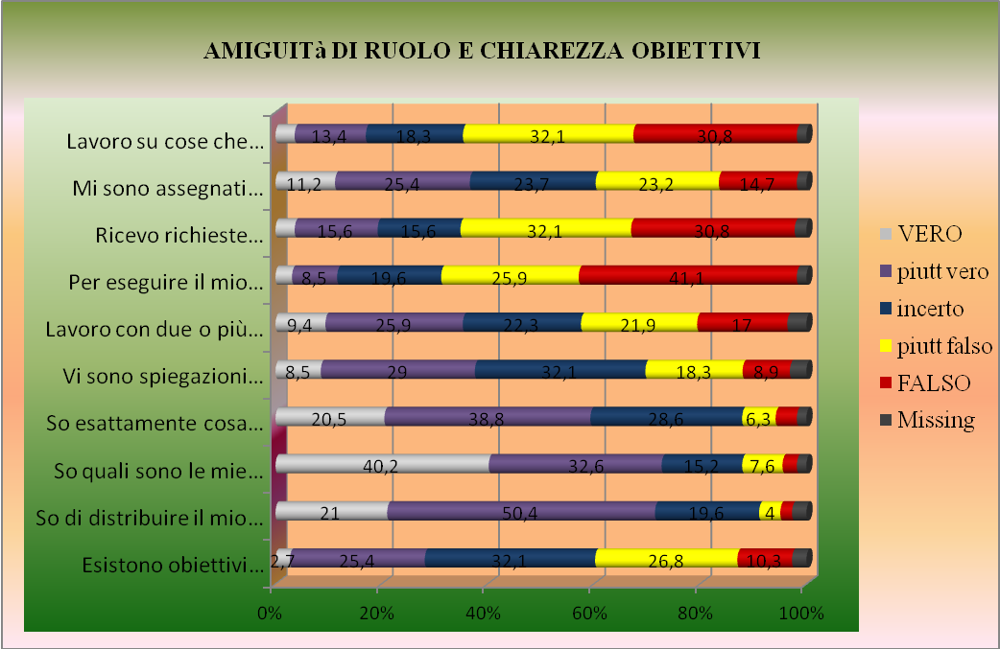 AMIGUITà DI RUOLO E CHIAREZZA OBIETTIVI
Lavoro su cose che... 13,4 18,3 32,1 30,8
Mi sono assegnati... 11,2 25,4 23,7 23,2 14,7
Ricevo richieste... 15,6 15,6 32,1 30,8
Per eseguire il mio... 8,5 19,6 25,9 41,1
Lavoro con due o più... 9,4 25,9 22,3 21,9 17
Vi sono spiegazioni... 8,5 29 32,1 18,3 8,9
So esattamente cosa... 20,5 38,8 28,6 6,3
So quali sono le mie... 40,2 32,6 15,2 7,6
So di distribuire il mio... 21 50,4 19,6 4
Esistono obiettivi... 2,7 25,4 32,1 26,8 10,3
0% 20% 40% 60% 80% 100%
VERO
piutt vero
incerto
piutt falso
FALSO
Missing